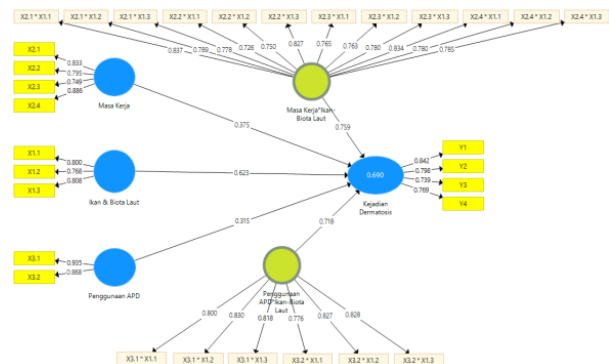 X2.1 * X1.1 X2.1 * X1.2 X2.1 * X1.3 X2.2 * X1.1 X2.2 * X1.2 X2.2 * X1.3 X2.3 * X1.1 X2.3 * X1.2 X2.3 * X1.3 X2.4 * X1.1 X2.4 * X1.2 X2.4 * X1.3
0.837 0.789 0.778 0.726 0.750 0.827 0.765 0.763 0.780 0.834 0.780 0.785
X2.1 0.833
X2.2 0.795
X2.3 0.749
X2.4 0.886
Masa Kerja
Masa Kerja*Ikan-
Biota Laut
0.375
0.759
X1.1 0.800
X1.2 0.768
X1.3 0.808
Ikan & Biota Laut
0.623
0.690
Kejadian
Dermatosis
0.842 Y1
0.798 Y2
0.739 Y3
0.769 Y4
0.315
0.718
X3.1 0.935
X3.2 0.868
Penggunaan APD
Penggunaan
APD*Ikan-Biota
Laut
0.800 0.830 0.818 0.776 0.827 0.828
X3.1 * X1.1 X3.1 * X1.2 X3.1 * X1.3 X3.2 * X1.1 X3.2 * X1.2 X3.2 * X1.3